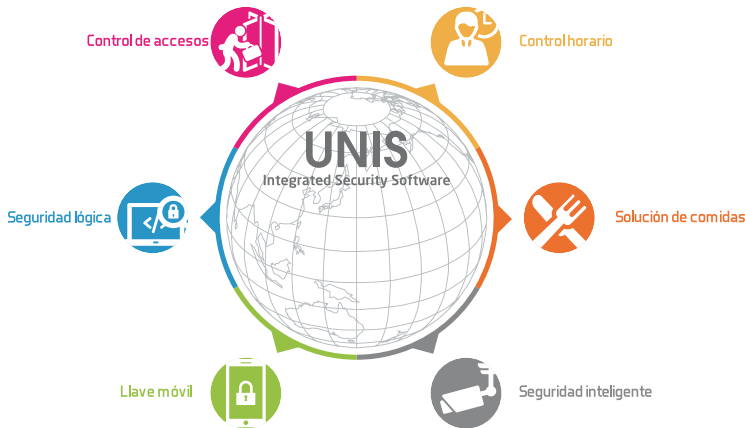 Control de accesos
Control horario
UNIS
Integrated Security Software
Seguridad lógica
</>
Solución de comidas
Llave móvil
Seguridad inteligente